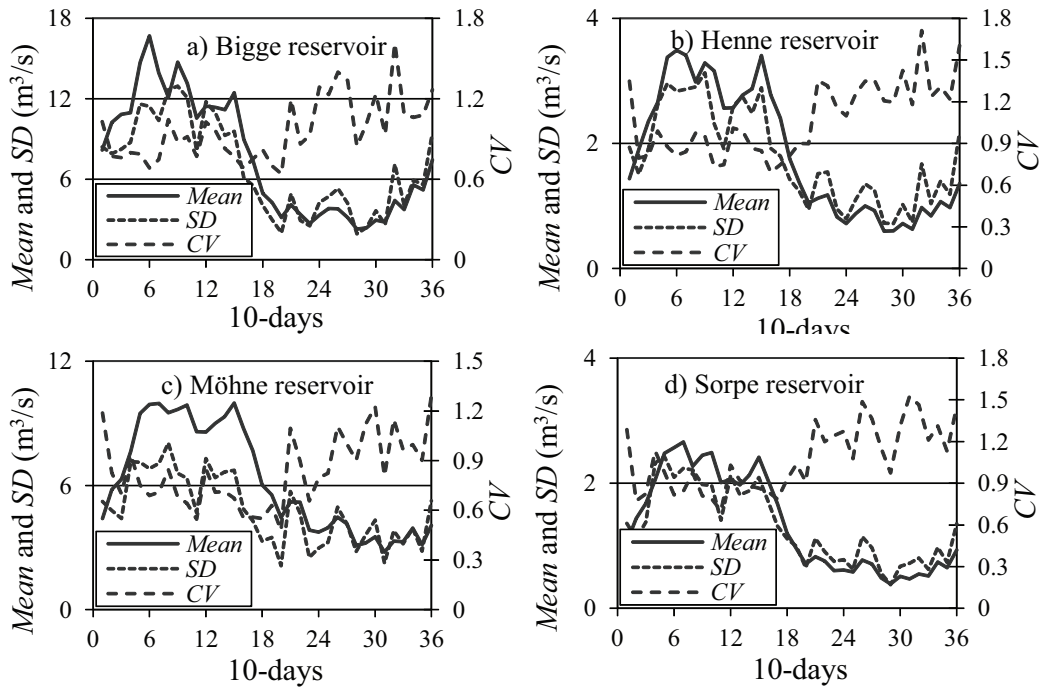 a) Bigge reservoir
Mean and SD (m³/s)
18
12
6
0
1.8
1.2
0.6
0
CV
Mean
SD
CV
0 6 12 18 24 30 36
10-days
b) Henne reservoir
4
2
0
1.8
1.5
1.2
0.9
0.6
0.3
0
CV
Mean
SD
CV
0 6 12 18 24 30 36
10-days
c) Möhne reservoir
Mean and SD (m³/s)
12
6
0
1.5
1.2
0.9
0.6
0.3
0.0
CV
Mean
SD
CV
0 6 12 18 24 30 36
10-days
d) Sorpe reservoir
Mean and SD (m³/s)
4
2
0
1.8
1.5
1.2
0.9
0.6
0.3
0
CV
Mean
SD
CV
0 6 12 18 24 30 36
10-days